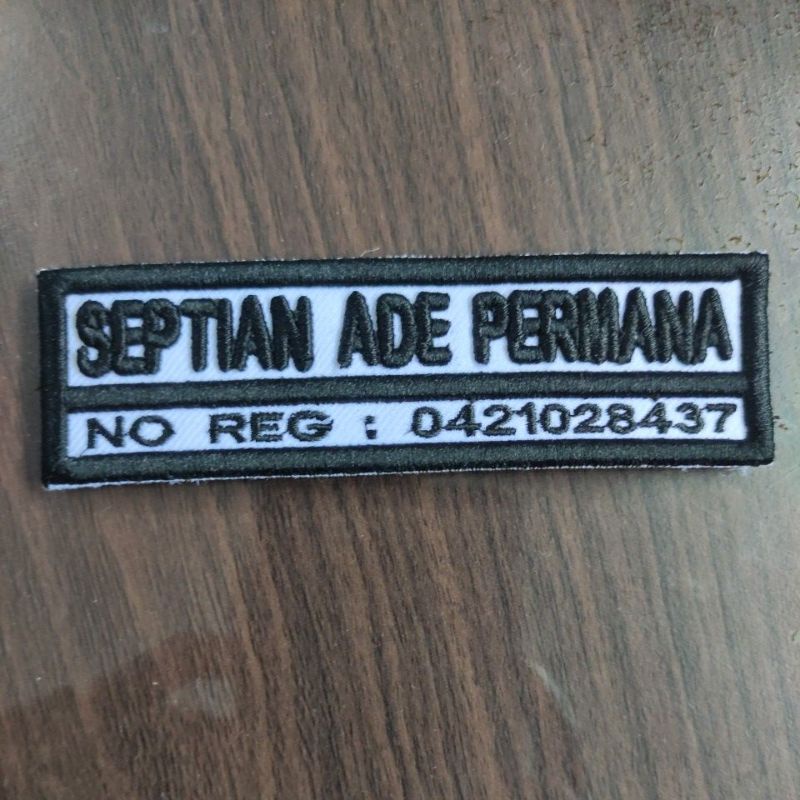 SEPTIAN ADE PERMANA
NO REG : 0421028437